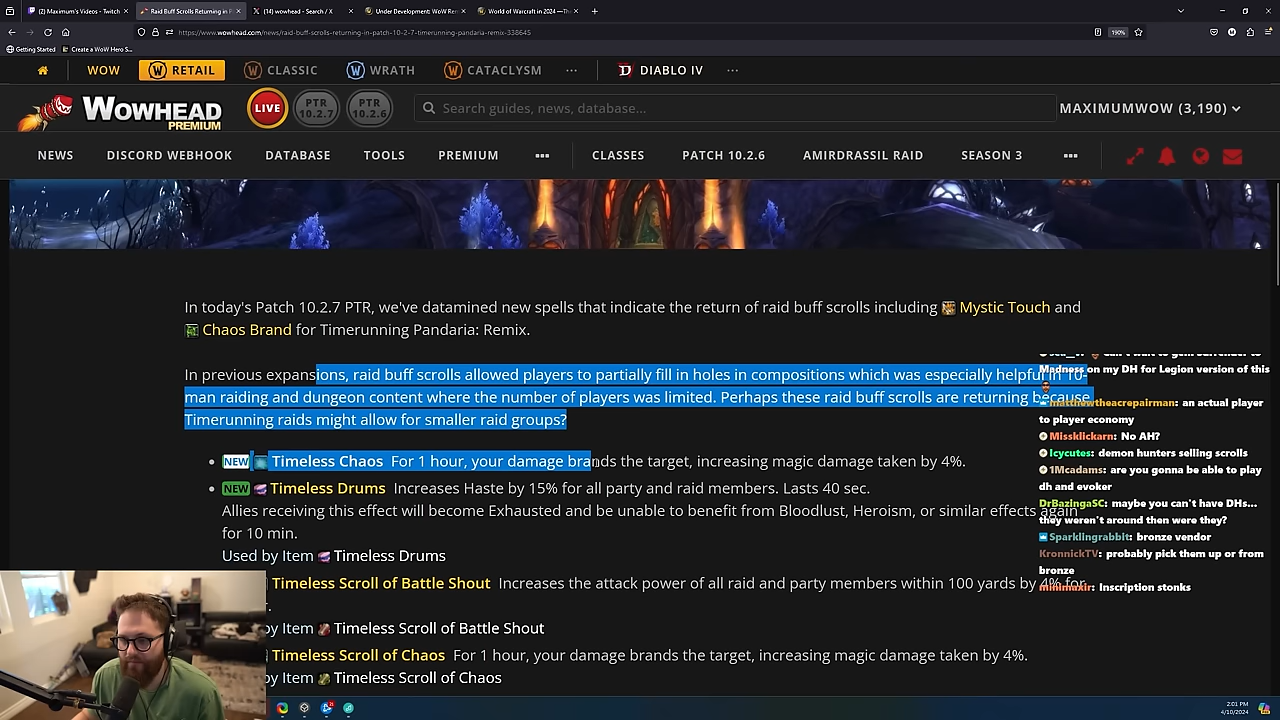 (2) Maximum's Videos - Twitch
Raid Buff Scrolls Returning in P
(14) wowhead - Search / X
Under Development: WoW Rem
World of Warcraft in 2024 —Th
https://www.wowhead.com/news/raid-buff-scrolls-returning-in-patch-10-2-7-timerunning-pandaria-remix-338645
190%
Getting Started
Create a WoW Hero S...
WOW
RETAIL
CLASSIC
WRATH
CATACLYSM
DIABLO IV
WOWHEAD
PREMIUM
LIVE
PTR
10.2.7
PTR
10.2.6
Search guides, news, database...
MAXIMUMWOW (3,190)
NEWS
DISCORD WEBHOOK
DATABASE
TOOLS
PREMIUM
CLASSES
PATCH 10.2.6
AMIRDRASSIL RAID
SEASON 3
In today's Patch 10.2.7 PTR, we've datamined new spells that indicate the return of raid buff scrolls including Mystic Touch and
Chaos Brand for Timerunning Pandaria: Remix.
In previous expansions, raid buff scrolls allowed players to partially fill in holes in compositions which was especially helpful in 10-
man raiding and dungeon content where the number of players was limited. Perhaps these raid buff scrolls are returning because
Timerunning raids might allow for smaller raid groups?
NEW Timeless Chaos For 1 hour, your damage brands the target, increasing magic damage taken by 4%.
NEW Timeless Drums Increases Haste by 15% for all party and raid members. Lasts 40 sec.
Allies receiving this effect will become Exhausted and be unable to benefit from Bloodlust, Heroism, or similar effects again
for 10 min.
Used by Item Timeless Drums
Timeless Scroll of Battle Shout Increases the attack power of all raid and party members within 100 yards by 4% for
r.
by Item Timeless Scroll of Battle Shout
Timeless Scroll of Chaos For 1 hour, your damage brands the target, increasing magic damage taken by 4%.
by Item Timeless Scroll of Chaos
Madness on my DH for Legion version of this
matthewtheacrepairman: an actual player
to player economy
Missklickarn: No AH?
Icycutes: demon hunters selling scrolls
1Mcadams: are you gonna be able to play
dh and evoker
DrBazingaSC: maybe you can't have DHs...
they weren't around then were they?
Sparklingrabbit: bronze vendor
KronnickTV: probably pick them up or from
bronze
minimaxir: Inscription stonks
2:01 PM
4/10/2024